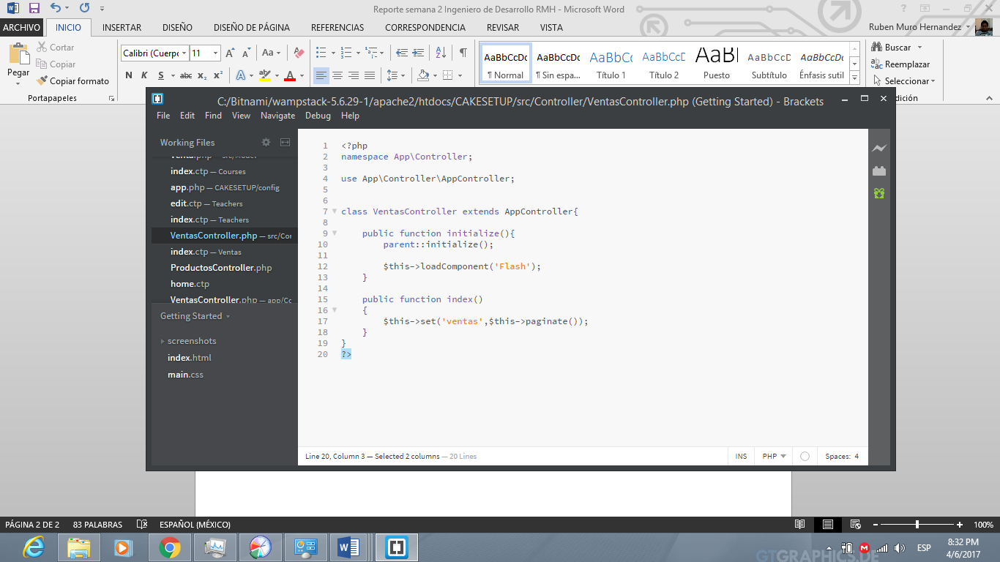 Reporte semana 2 Ingeniero de Desarrollo RMH - Microsoft Word
ARCHIVO INICIO INSERTAR DISEÑO DISEÑO DE PÁGINA REFERENCIAS CORRESPONDENCIA REVISAR VISTA Ruben Muro Hernandez
Pegar
Cortar
Copiar
Copiar formato
Portapapeles
Calibri (Cuerpo 11
N K S abc x₂ x²
AaBbCcDc AaBbCcDc AaBbCc AaBbCcD AaBl AaBbCcD AaBbCcDc
¶ Normal ¶ Sin espa... Título 1 Título 2 Puesto Subtítulo Énfasis sutil
Buscar
Reemplazar
Seleccionar
dición
C:/Bitnami/wampstack-5.6.29-1/apache2/htdocs/CAKESETUP/src/Controller/VentasController.php (Getting Started) - Brackets
File Edit Find View Navigate Debug Help
Working Files
index.ctp — Courses
app.php — CAKESETUP/config
edit.ctp — Teachers
index.ctp — Teachers
VentasController.php — src/Cor
index.ctp — Ventas
ProductosController.php
home.ctp
VentasController.php — app/Cc
Getting Started
screenshots
index.html
main.css
1 <?php
2 namespace App\Controller;
3
4 use App\Controller\AppController;
5
6
7 class VentasController extends AppController{
8
9 public function initialize(){
10 parent::initialize();
11
12 $this->loadComponent('Flash');
13 }
14
15 public function index()
16 {
17 $this->set('ventas',$this->paginate());
18 }
19 }
20 ?>
Line 20, Column 3 — Selected 2 columns — 20 Lines
INS PHP Spaces: 4
PÁGINA 2 DE 2 83 PALABRAS ESPAÑOL (MÉXICO) 100%
GTGRAPHICS.DE
ESP
8:32 PM
4/6/2017